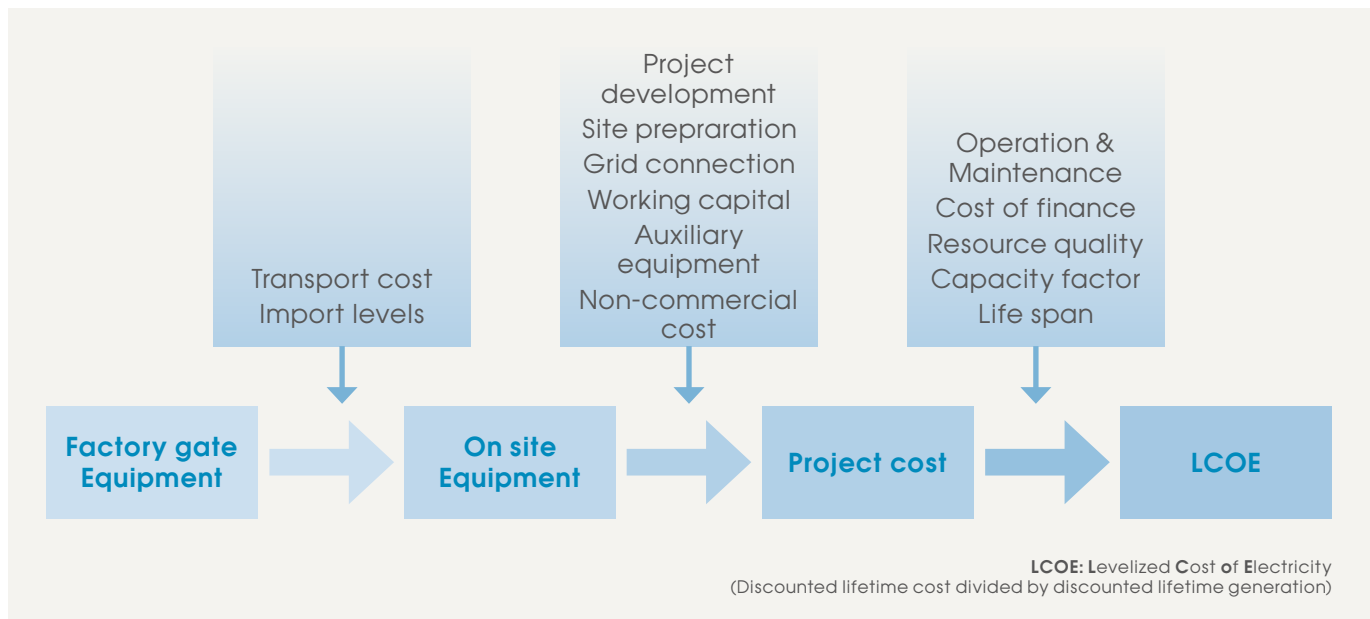 Transport cost
Import levels
Project
development
Site prepraration
Grid connection
Working capital
Auxiliary
equipment
Non-commercial
cost
Operation &
Maintenance
Cost of finance
Resource quality
Capacity factor
Life span
Factory gate
Equipment
On site
Equipment
Project cost
LCOE
LCOE: Levelized Cost of Electricity
(Discounted lifetime cost divided by discounted lifetime generation)